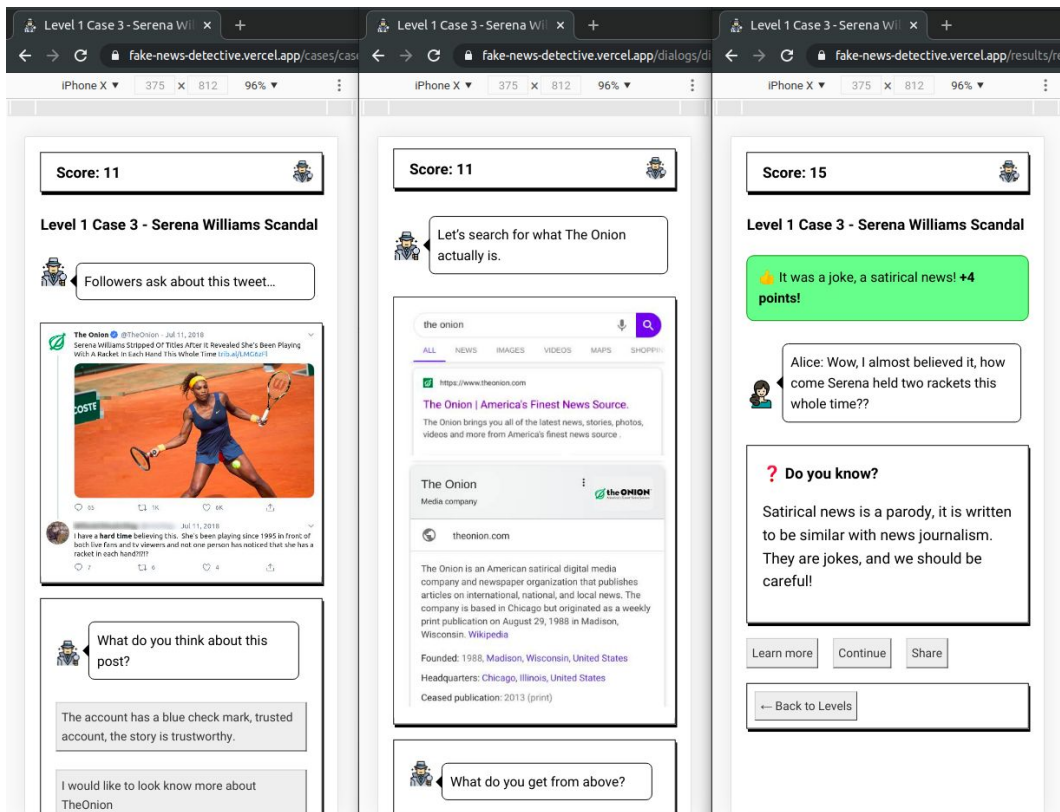 Level 1 Case 3 - Serena Wil
fake-news-detective.vercel.app/cases/case
iPhone X ▼ 375 x 812 96% ▼
Score: 11
Level 1 Case 3 - Serena Williams Scandal
Followers ask about this tweet...
The Onion @TheOnion - Jul 11, 2018
Serena Williams Stripped Of Titles After It Revealed She's Been Playing
With A Racket In Each Hand This Whole Time trib.al/LMG6zFl
COSTE
65 1K 6K
Jul 11, 2018
I have a hard time believing this. She's been playing since 1995 in front of
both live fans and tv viewers and not one person has noticed that she has a
racket in each hand?!?!?
7 6 4
What do you think about this
post?
The account has a blue check mark, trusted
account, the story is trustworthy.
I would like to look know more about
TheOnion
Level 1 Case 3 - Serena Wil
fake-news-detective.vercel.app/dialogs/di
iPhone X ▼ 375 x 812 96% ▼
Score: 11
Let's search for what The Onion
actually is.
the onion
ALL NEWS IMAGES VIDEOS MAPS SHOPPIN
https://www.theonion.com
The Onion | America's Finest News Source.
The Onion brings you all of the latest news, stories, photos,
videos and more from America's finest news source .
The Onion
Media company
the ONION
theonion.com
The Onion is an American satirical digital media
company and newspaper organization that publishes
articles on international, national, and local news. The
company is based in Chicago but originated as a weekly
print publication on August 29, 1988 in Madison,
Wisconsin. Wikipedia
Founded: 1988, Madison, Wisconsin, United States
Headquarters: Chicago, Illinois, United States
Ceased publication: 2013 (print)
What do you get from above?
Level 1 Case 3 - Serena Wil
fake-news-detective.vercel.app/results/re
iPhone X ▼ 375 x 812 96% ▼
Score: 15
Level 1 Case 3 - Serena Williams Scandal
👍 It was a joke, a satirical news! +4
points!
Alice: Wow, I almost believed it, how
come Serena held two rackets this
whole time??
❓ Do you know?
Satirical news is a parody, it is written
to be similar with news journalism.
They are jokes, and we should be
careful!
Learn more Continue Share
← Back to Levels